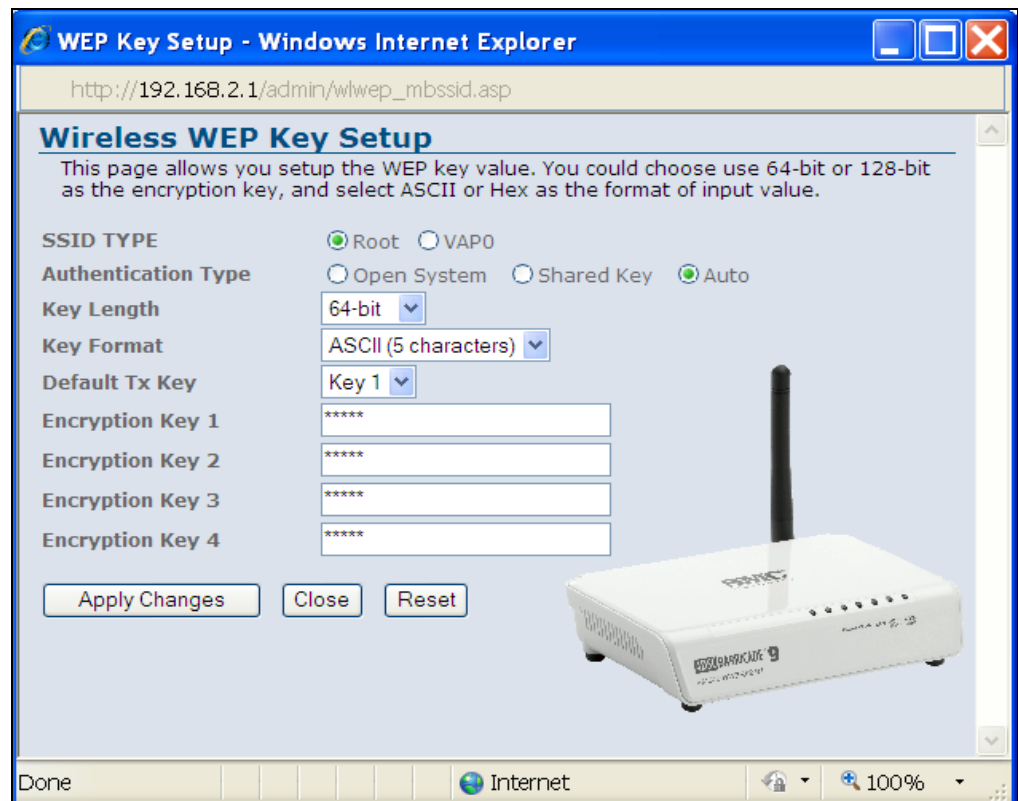 WEP Key Setup - Windows Internet Explorer
http://192.168.2.1/admin/wlwep_mbssid.asp
Wireless WEP Key Setup
This page allows you setup the WEP key value. You could choose use 64-bit or 128-bit
as the encryption key, and select ASCII or Hex as the format of input value.
SSID TYPE Root VAP0
Authentication Type Open System Shared Key Auto
Key Length 64-bit
Key Format ASCII (5 characters)
Default Tx Key Key 1
Encryption Key 1 *****
Encryption Key 2 *****
Encryption Key 3 *****
Encryption Key 4 *****
Apply Changes Close Reset
BARRICADE
Done Internet 100%